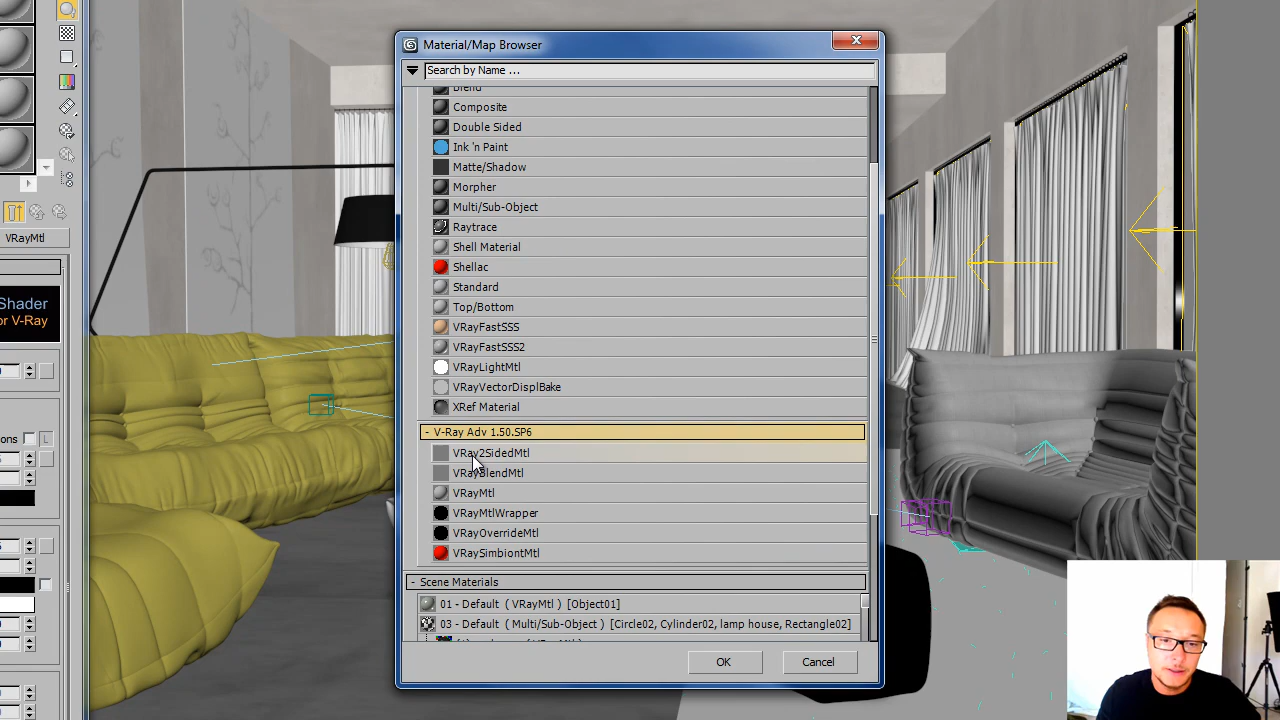 Material/Map Browser
Search by Name ...
Blend
Composite
Double Sided
Ink 'n Paint
Matte/Shadow
Morpher
Multi/Sub-Object
Raytrace
Shell Material
Shellac
Standard
Top/Bottom
VRayFastSSS
VRayFastSSS2
VRayLightMtl
VRayVectorDisplBake
XRef Material
- V-Ray Adv 1.50.SP6
VRay2SidedMtl
VRayBlendMtl
VRayMtl
VRayMtlWrapper
VRayOverrideMtl
VRaySimbiontMtl
- Scene Materials
01 - Default ( VRayMtl ) [Object01]
03 - Default ( Multi/Sub-Object ) [Circle02, Cylinder02, lamp house, Rectangle02]
OK
Cancel
VRayMtl
Shader
or V-Ray
ons
L